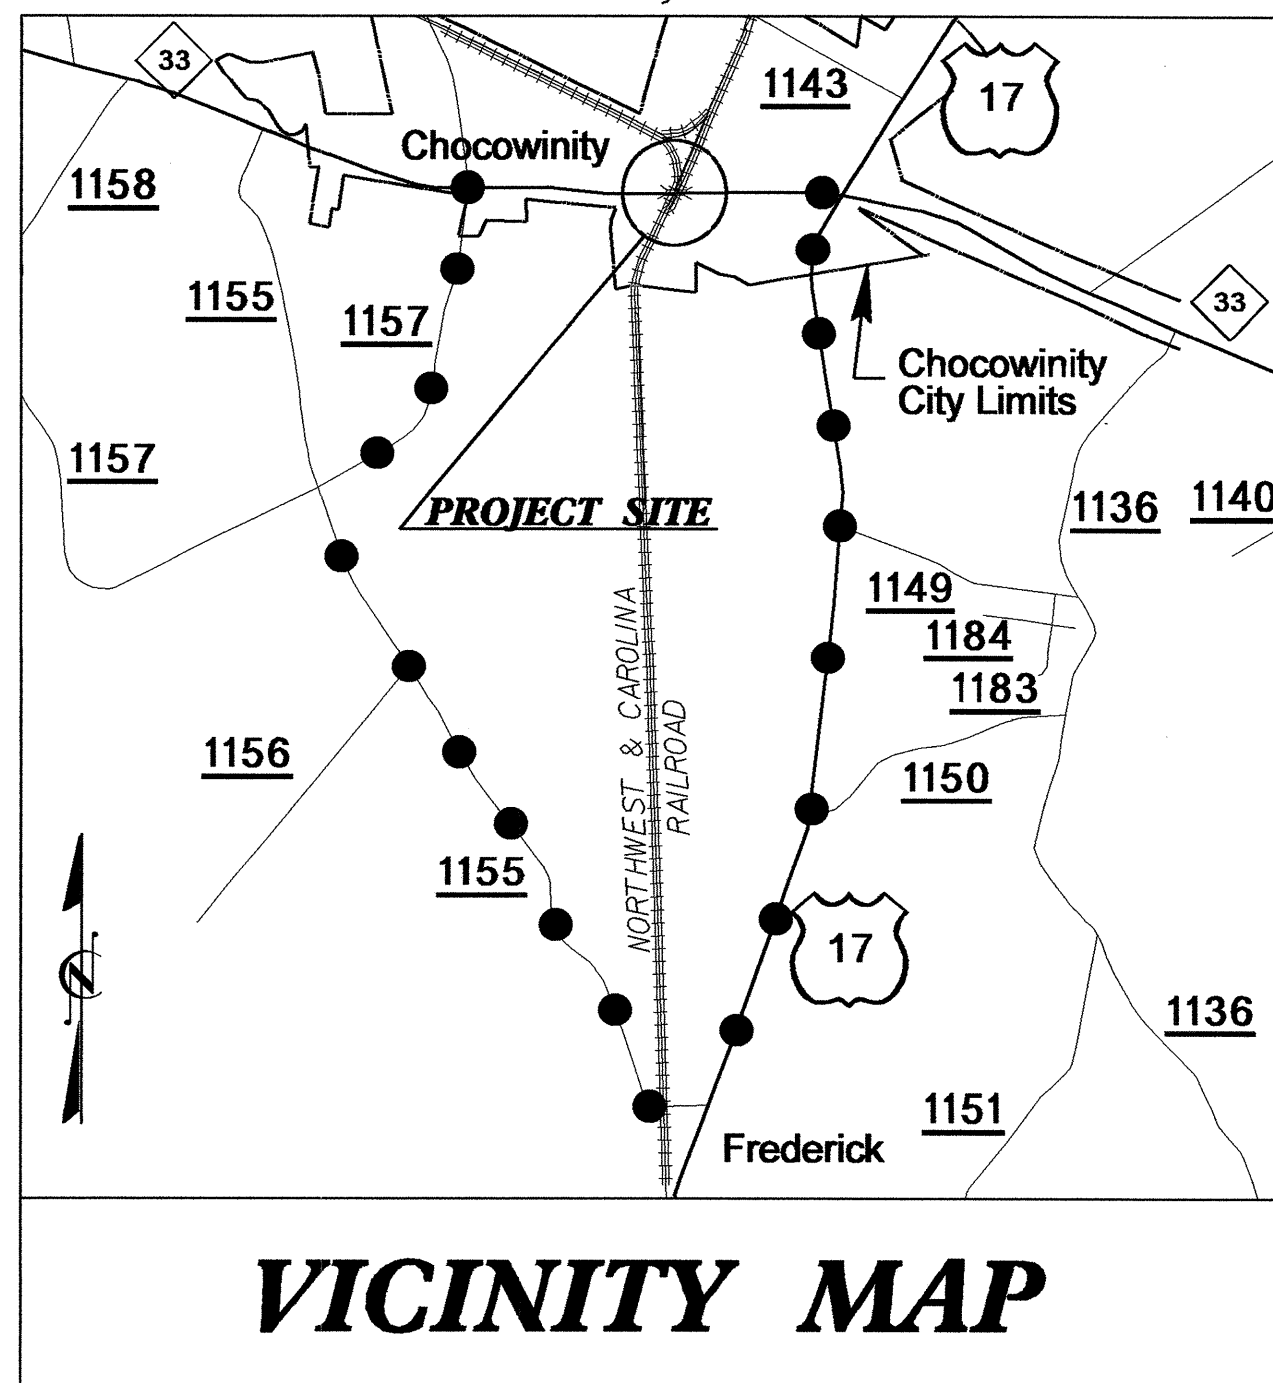 33
1143
17
Chocowinity
1158
1155
1157
33
Chocowinity
City Limits
1157
1136
1140
PROJECT SITE
1149
1184
1183
1156
NORTHWEST & CAROLINA
RAILROAD
1150
1155
17
N
1136
1151
Frederick
VICINITY MAP